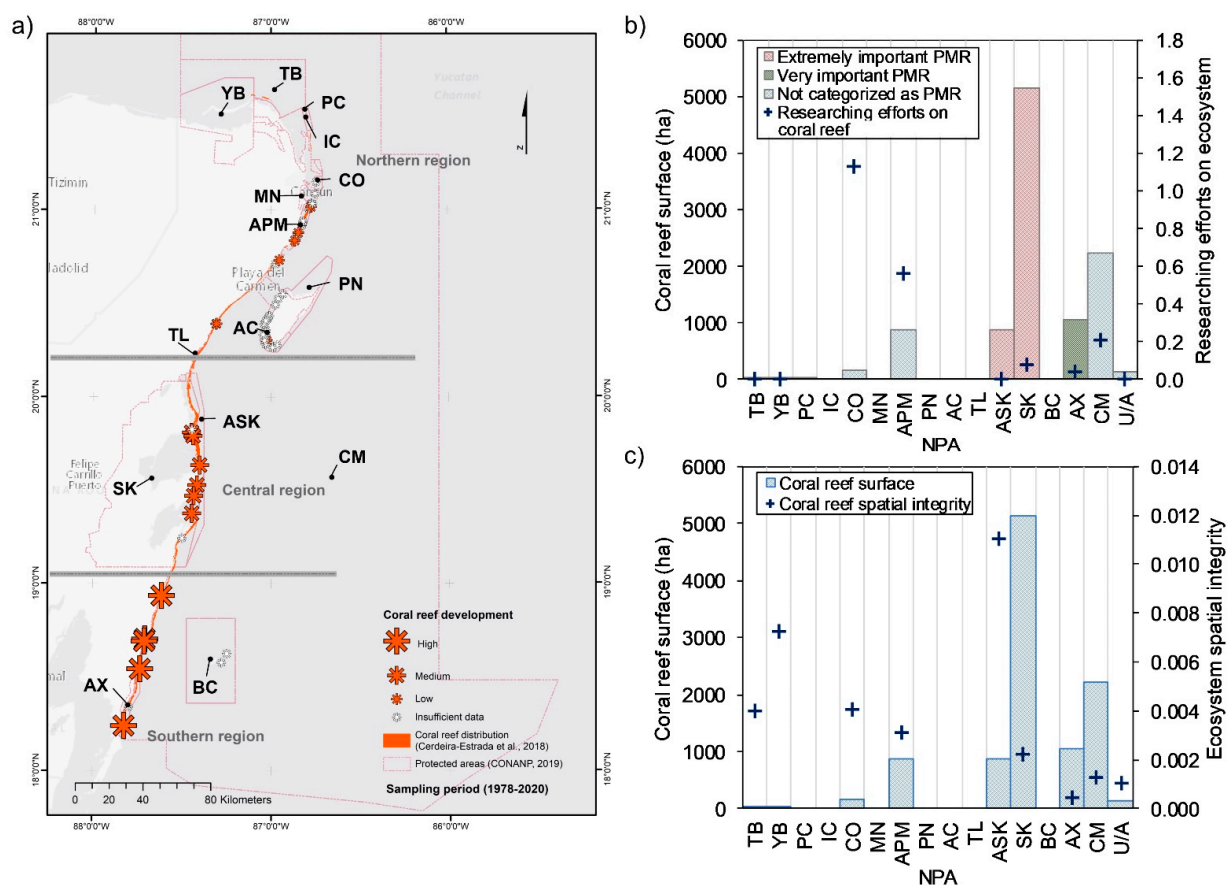 a)
88°0'0"W 87°0'0"W 86°0'0"W
TB
YB
Yucatan
Channel
PC
IC
N
Northern region
Tizimin
CO
MN
Cancún
21°0'0"N
21°0'0"N
APM
Playa del
Carmen
PN
AC
TL
20°0'0"N
20°0'0"N
ASK
Felipe
Carrillo
Puerto
SK
CM
Central region
19°0'0"N
19°0'0"N
Coral reef development
High
Medium
Low
Insufficient data
Coral reef distribution
(Cerdeira-Estrada et al., 2018)
Protected areas (CONANP, 2019)
Sampling period (1978-2020)
AX
BC
Southern region
18°0'0"N
18°0'0"N
0 20 40 80 Kilometers
88°0'0"W 87°0'0"W 86°0'0"W
b)
Coral reef surface (ha)
6000
5000
4000
3000
2000
1000
0
Extremely important PMR
Very important PMR
Not categorized as PMR
Researching efforts on
coral reef
1.8
1.6
1.4
1.2
1.0
0.8
0.6
0.4
0.2
0.0
Researching efforts on ecosystem
TB YB PC IC CO MN APM PN AC TL ASK SK BC AX CM U/A
NPA
c)
Coral reef surface (ha)
6000
5000
4000
3000
2000
1000
0
Coral reef surface
Coral reef spatial integrity
0.014
0.012
0.010
0.008
0.006
0.004
0.002
0.000
Ecosystem spatial integrity
TB YB PC IC CO MN APM PN AC TL ASK SK BC AX CM U/A
NPA